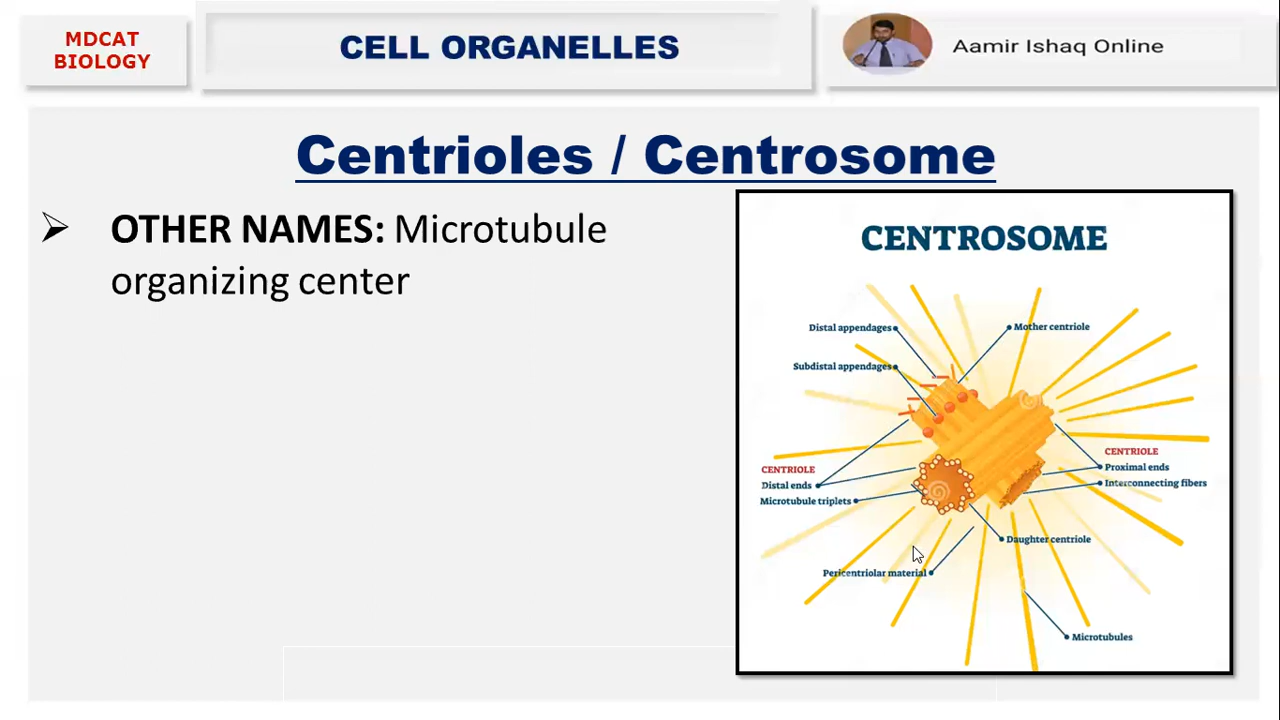 MDCAT
BIOLOGY
CELL ORGANELLES
Aamir Ishaq Online
Centrioles / Centrosome
➢ OTHER NAMES: Microtubule
organizing center
CENTROSOME
Distal appendages
Mother centriole
Subdistal appendages
CENTRIOLE
Distal ends
Microtubule triplets
CENTRIOLE
Proximal ends
Interconnecting fibers
Daughter centriole
Pericentriolar material
Microtubules